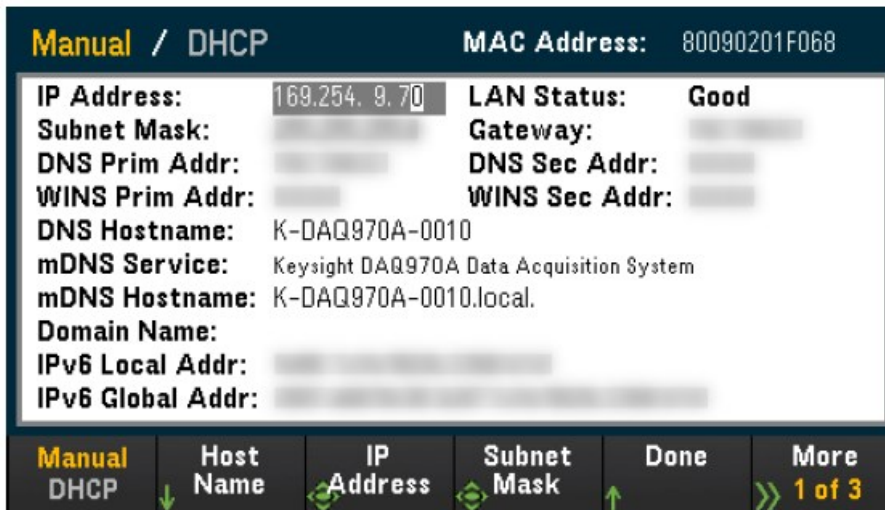 Manual / DHCP MAC Address: 80090201F068
IP Address: 169.254. 9. 70 LAN Status: Good
Subnet Mask: Gateway:
DNS Prim Addr: DNS Sec Addr:
WINS Prim Addr: WINS Sec Addr:
DNS Hostname: K-DAQ970A-0010
mDNS Service: Keysight DAQ970A Data Acquisition System
mDNS Hostname: K-DAQ970A-0010.local.
Domain Name:
IPv6 Local Addr:
IPv6 Global Addr:
Manual Host IP Subnet Done More
DHCP Name Address Mask 1 of 3